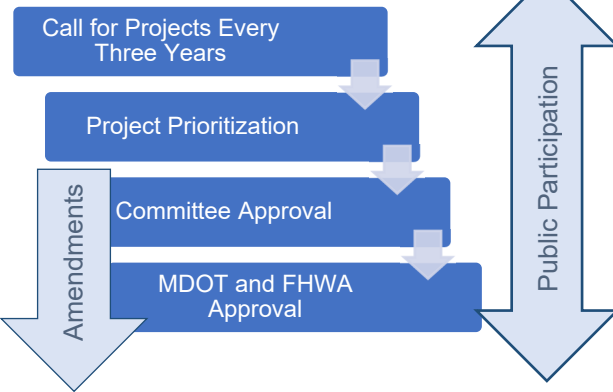 Call for Projects Every
Three Years
Project Prioritization
Committee Approval
MDOT and FHWA
Approval
Amendments
Public Participation